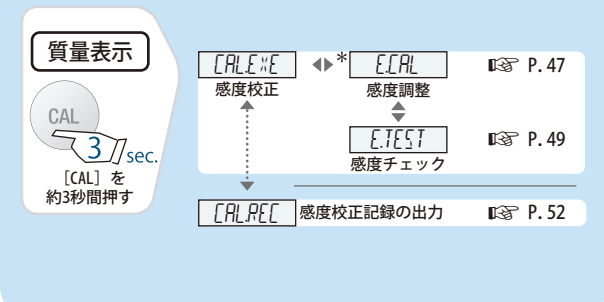 質量表示
CAL
3 sec.
[CAL] を
約3秒間押す
CAL.EXE * E.CAL P. 47
感度校正 感度調整
E.TEST P. 49
感度チェック
CAL.REC 感度校正記録の出力 P. 52